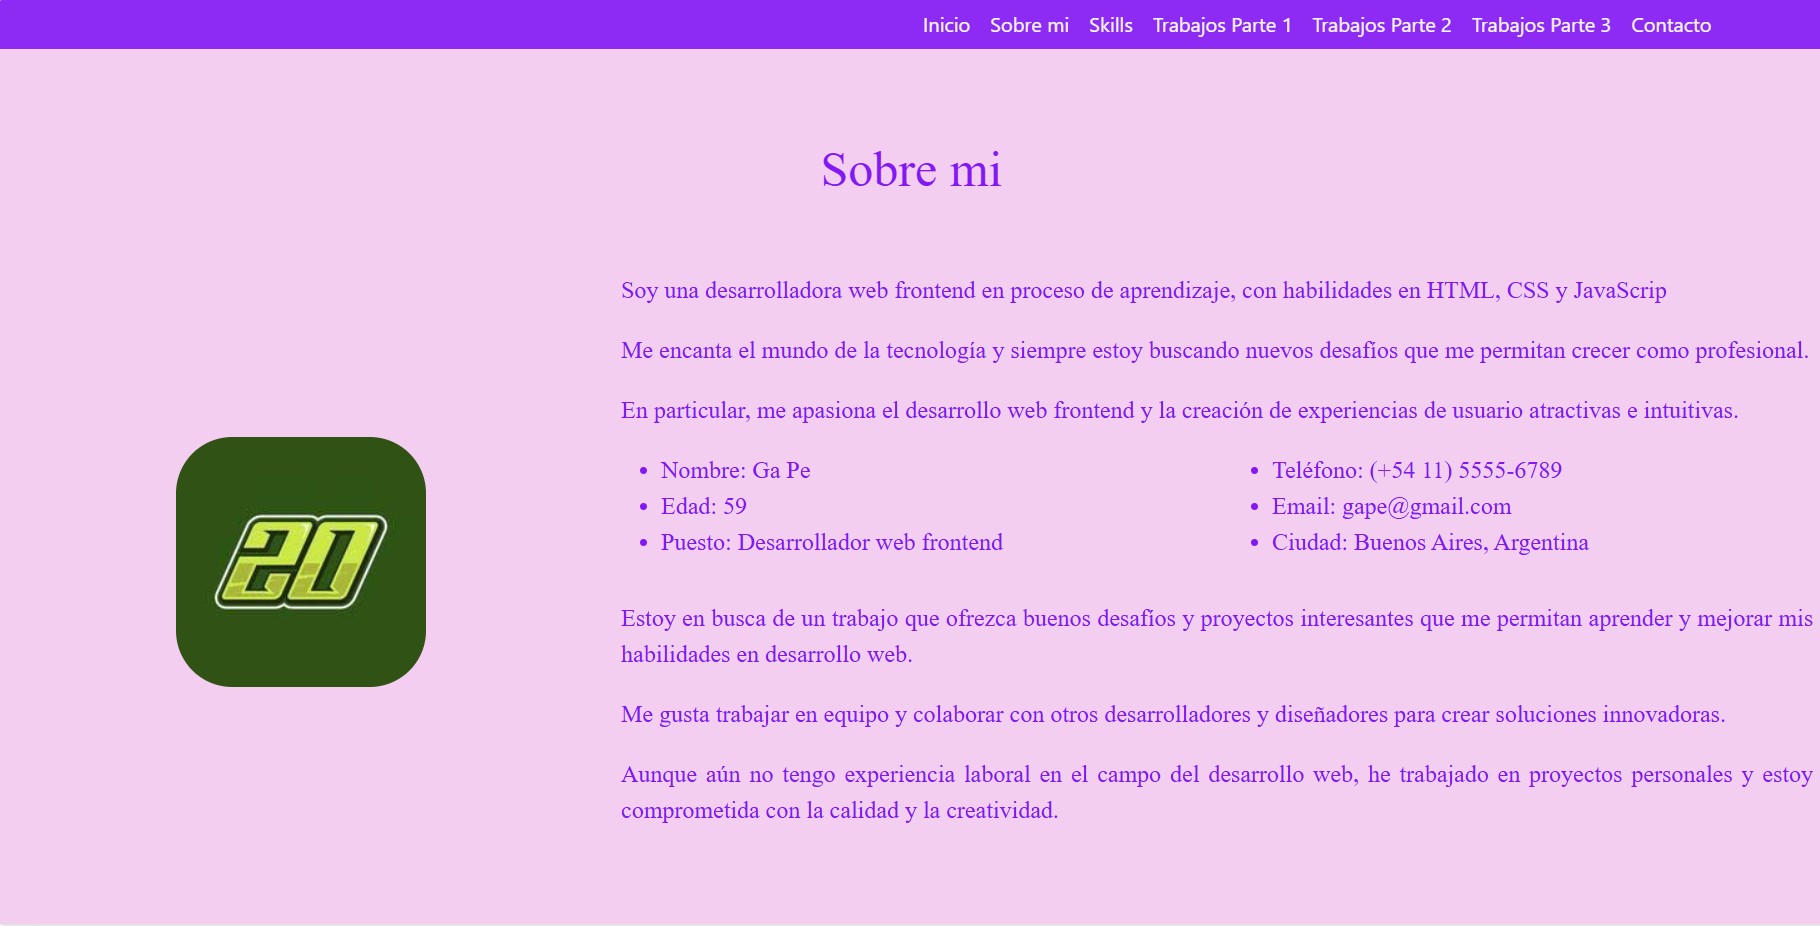 Inicio Sobre mi Skills Trabajos Parte 1 Trabajos Parte 2 Trabajos Parte 3 Contacto
Sobre mi
20
Soy una desarrolladora web frontend en proceso de aprendizaje, con habilidades en HTML, CSS y JavaScrip
Me encanta el mundo de la tecnología y siempre estoy buscando nuevos desafíos que me permitan crecer como profesional.
En particular, me apasiona el desarrollo web frontend y la creación de experiencias de usuario atractivas e intuitivas.
• Nombre: Ga Pe
• Edad: 59
• Puesto: Desarrollador web frontend
• Teléfono: (+54 11) 5555-6789
• Email: gape@gmail.com
• Ciudad: Buenos Aires, Argentina
Estoy en busca de un trabajo que ofrezca buenos desafíos y proyectos interesantes que me permitan aprender y mejorar mis
habilidades en desarrollo web.
Me gusta trabajar en equipo y colaborar con otros desarrolladores y diseñadores para crear soluciones innovadoras.
Aunque aún no tengo experiencia laboral en el campo del desarrollo web, he trabajado en proyectos personales y estoy
comprometida con la calidad y la creatividad.